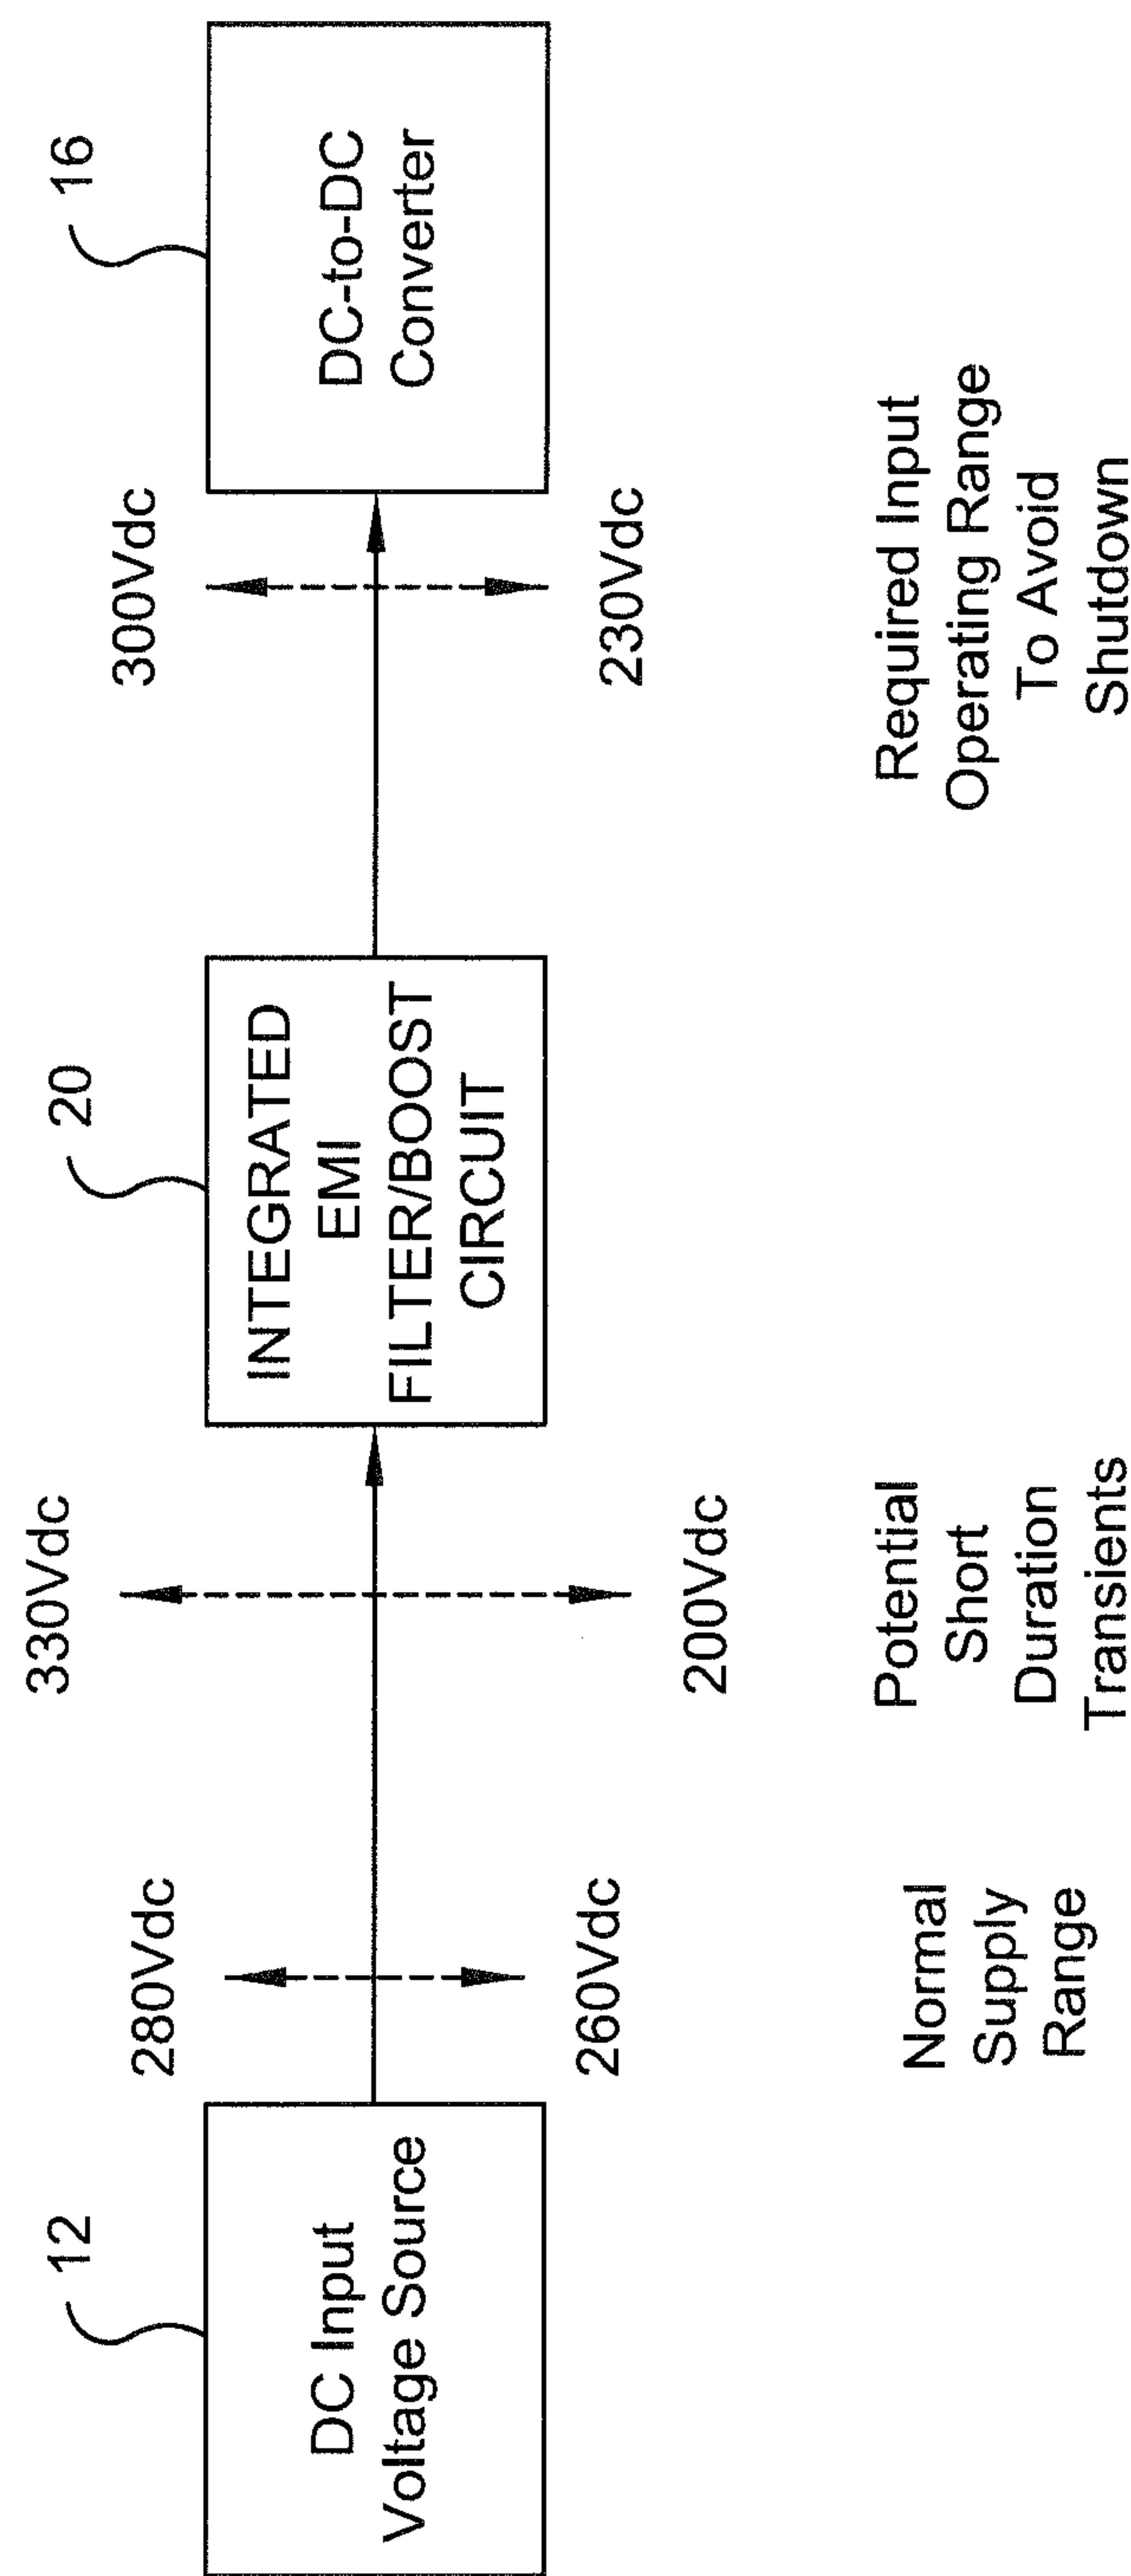 12
DC Input
Voltage Source
280Vdc
260Vdc
Normal
Supply
Range
330Vdc
200Vdc
Potential
Short
Duration
Transients
20
INTEGRATED
EMI
FILTER/BOOST
CIRCUIT
300Vdc
230Vdc
Required Input
Operating Range
To Avoid
Shutdown
16
DC-to-DC
Converter